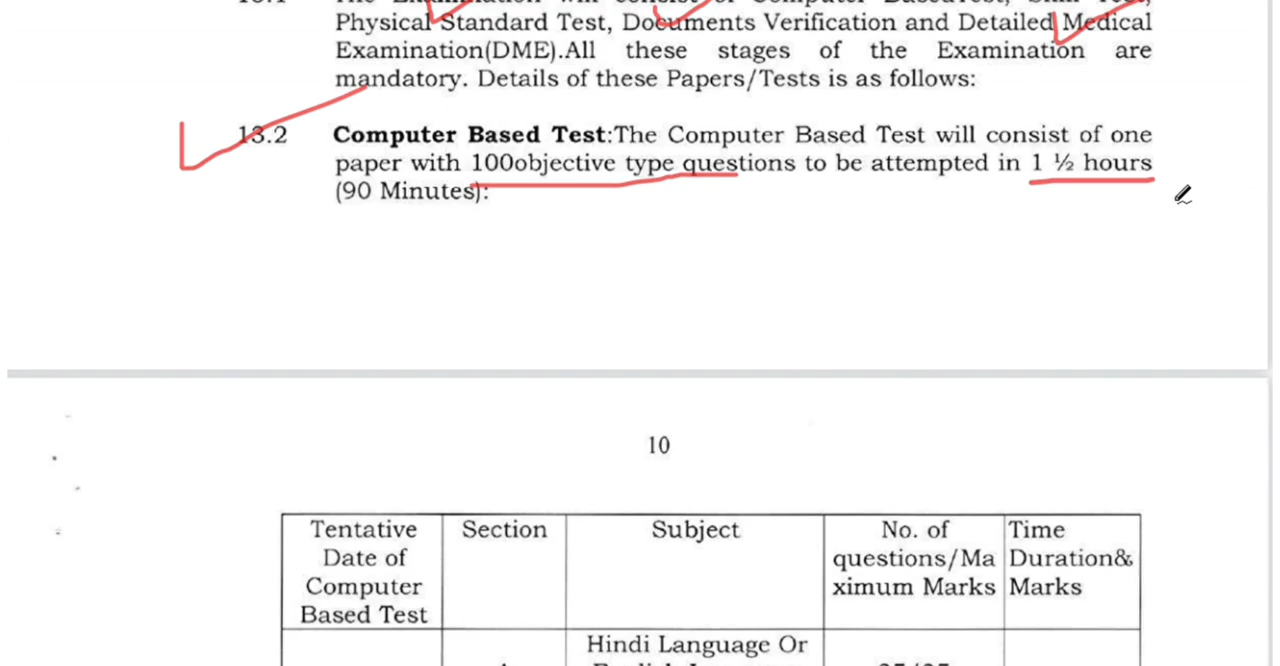 Physical Standard Test, Documents Verification and Detailed Medical
Examination(DME).All these stages of the Examination are
mandatory. Details of these Papers/Tests is as follows:
13.2 Computer Based Test:The Computer Based Test will consist of one
paper with 100objective type questions to be attempted in 1 ½ hours
(90 Minutes):
10
Tentative Date of Computer Based Test
Section
Subject
No. of questions/Ma ximum Marks
Time Duration& Marks
Hindi Language Or